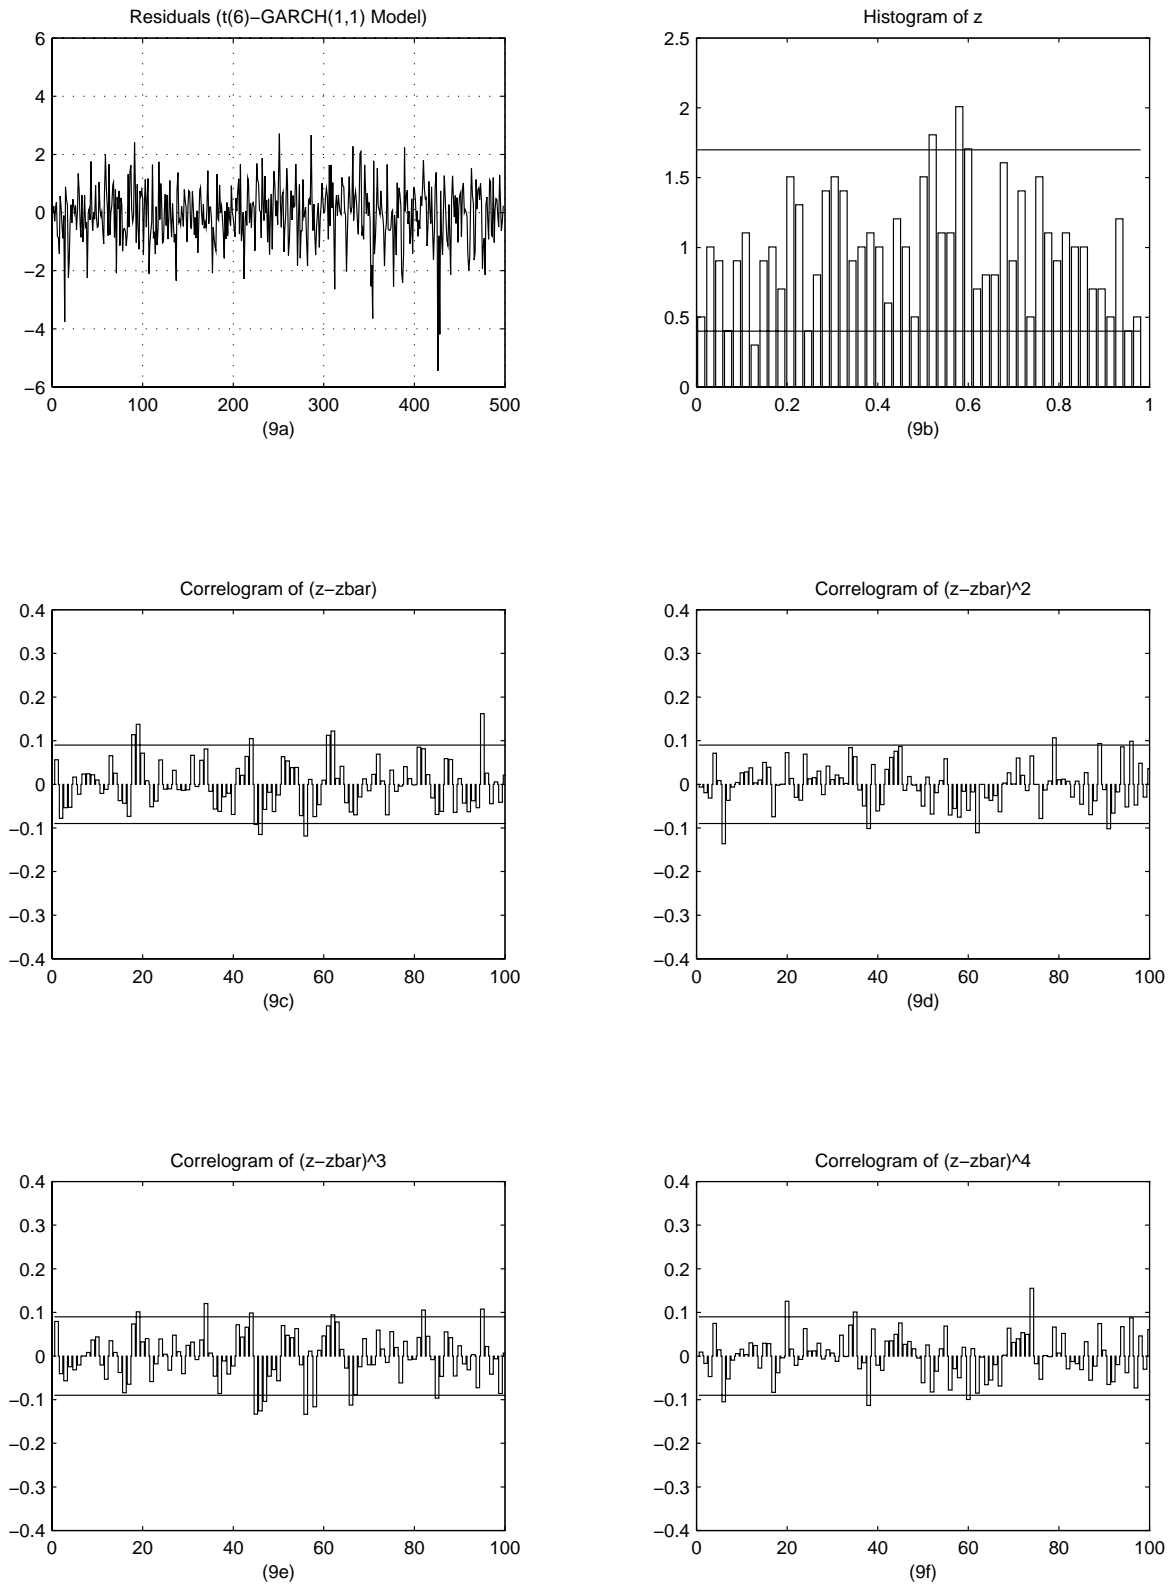 Residuals (t(6)−GARCH(1,1) Model)
6
4
2
0
−2
−4
−6
0 100 200 300 400 500
(9a)
Histogram of z
2.5
2
1.5
1
0.5
0
0 0.2 0.4 0.6 0.8 1
(9b)
Correlogram of (z−zbar)
0.4
0.3
0.2
0.1
0
−0.1
−0.2
−0.3
−0.4
0 20 40 60 80 100
(9c)
Correlogram of (z−zbar)^2
0.4
0.3
0.2
0.1
0
−0.1
−0.2
−0.3
−0.4
0 20 40 60 80 100
(9d)
Correlogram of (z−zbar)^3
0.4
0.3
0.2
0.1
0
−0.1
−0.2
−0.3
−0.4
0 20 40 60 80 100
(9e)
Correlogram of (z−zbar)^4
0.4
0.3
0.2
0.1
0
−0.1
−0.2
−0.3
−0.4
0 20 40 60 80 100
(9f)